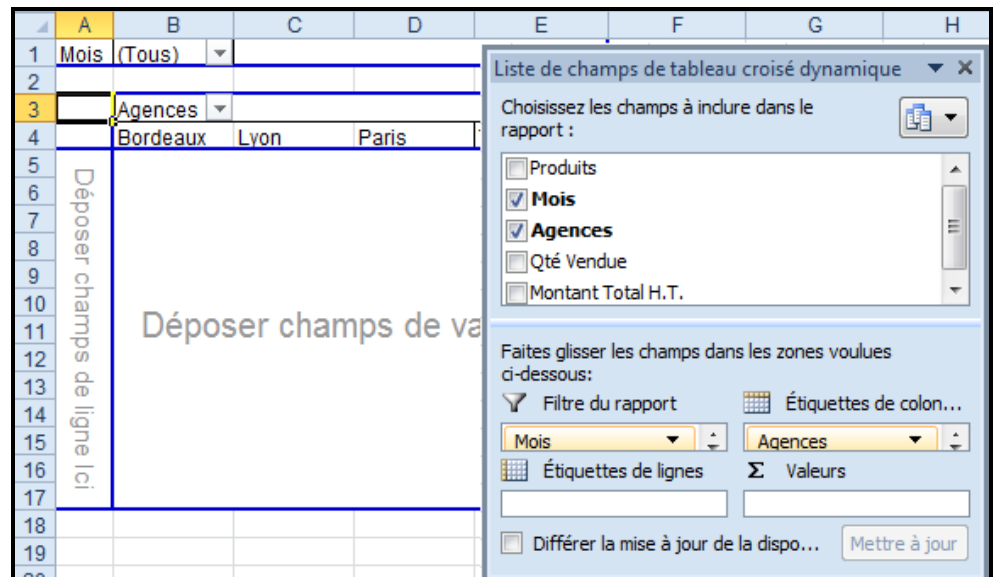 A B C D E F G H
1 Mois (Tous)
2
3 Agences
4 Bordeaux Lyon Paris
5
6
7
8
9
10
11
12
13
14
15
16
17
18
19
Déposer champs de ligne Ici
Déposer champs de va
Liste de champs de tableau croisé dynamique
Choisissez les champs à inclure dans le
rapport :
Produits
Mois
Agences
Qté Vendue
Montant Total H.T.
Faites glisser les champs dans les zones voulues
ci-dessous:
Filtre du rapport Étiquettes de colon...
Mois Agences
Étiquettes de lignes Σ Valeurs
Différer la mise à jour de la dispo... Mettre à jour